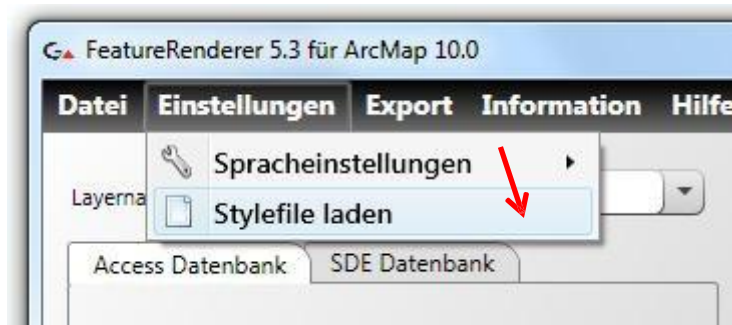 FeatureRenderer 5.3 für ArcMap 10.0
Datei Einstellungen Export Information Hilfe
Spracheinstellungen
Layerna
Stylefile laden
Access Datenbank SDE Datenbank